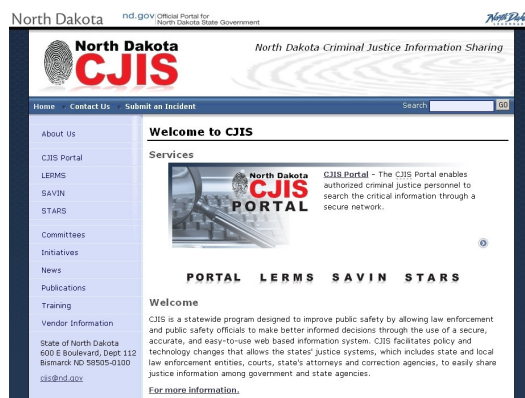 North Dakota nd.gov Official Portal for
North Dakota State Government
North Dakota
CJIS
North Dakota Criminal Justice Information Sharing
Home Contact Us Submit an Incident Search GO
About Us
CJIS Portal
LERMS
SAVIN
STARS
Committees
Initiatives
News
Publications
Training
Vendor Information
State of North Dakota
600 E Boulevard, Dept 112
Bismarck ND 58505-0100
cjis@nd.gov
Welcome to CJIS
Services
North Dakota
CJIS
PORTAL
CJIS Portal - The CJIS Portal enables
authorized criminal justice personnel to
search the critical information through a
secure network.
PORTAL LERMS SAVIN STARS
Welcome
CJIS is a statewide program designed to improve public safety by allowing law enforcement
and public safety officials to make better informed decisions through the use of a secure,
accurate, and easy-to-use web based information system. CJIS facilitates policy and
technology changes that allows the states' justice systems, which includes state and local
law enforcement entities, courts, state's attorneys and correction agencies, to easily share
justice information among government and state agencies.
For more information.